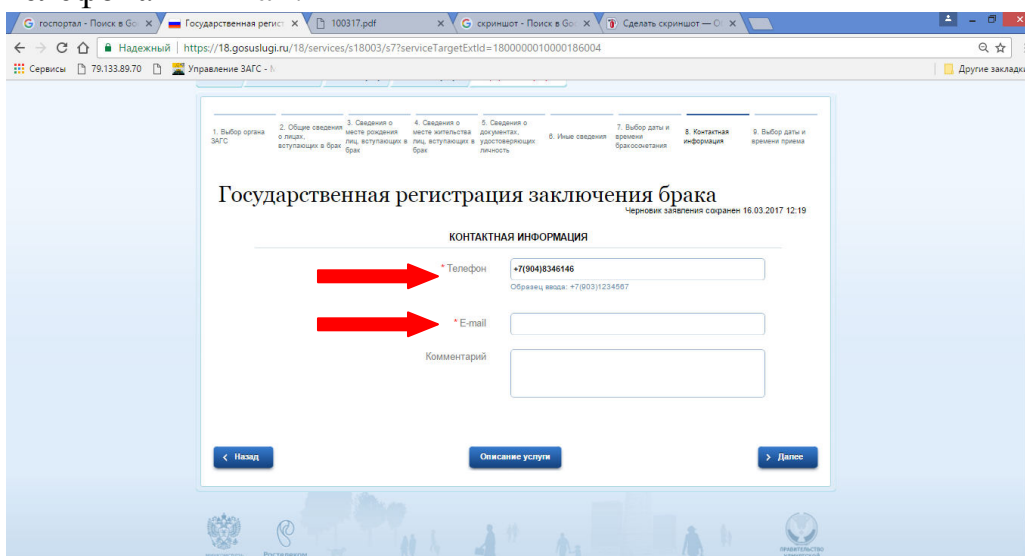 госпортал - Поиск в Go
Государственная регист
100317.pdf
скриншот - Поиск в Goo
Сделать скриншот — О
Надежный
https://18.gosuslugi.ru/18/services/s18003/s7?serviceTargetExtId=1800000010000186004
Сервисы
79.133.89.70
Управление ЗАГС -
Другие закладки
1. Выбор органа
ЗАГС
2. Общие сведения
о лицах,
вступающих в брак
3. Сведения о
месте рождения
лиц, вступающих в
брак
4. Сведения о
месте жительства
лиц, вступающих в
брак
5. Сведения о
документах,
удостоверяющих
личность
6. Иные сведения
7. Выбор даты и
времени
бракосочетания
8. Контактная
информация
9. Выбор даты и
времени приема
Государственная регистрация заключения брака
Черновик заявления сохранен 16.03.2017 12:19
КОНТАКТНАЯ ИНФОРМАЦИЯ
* Телефон
+7(904)8346146
Образец ввода: +7(903)1234567
* E-mail
Комментарий
< Назад
Описание услуги
> Далее
Ростелеком
ПРАВИТЕЛЬСТВО